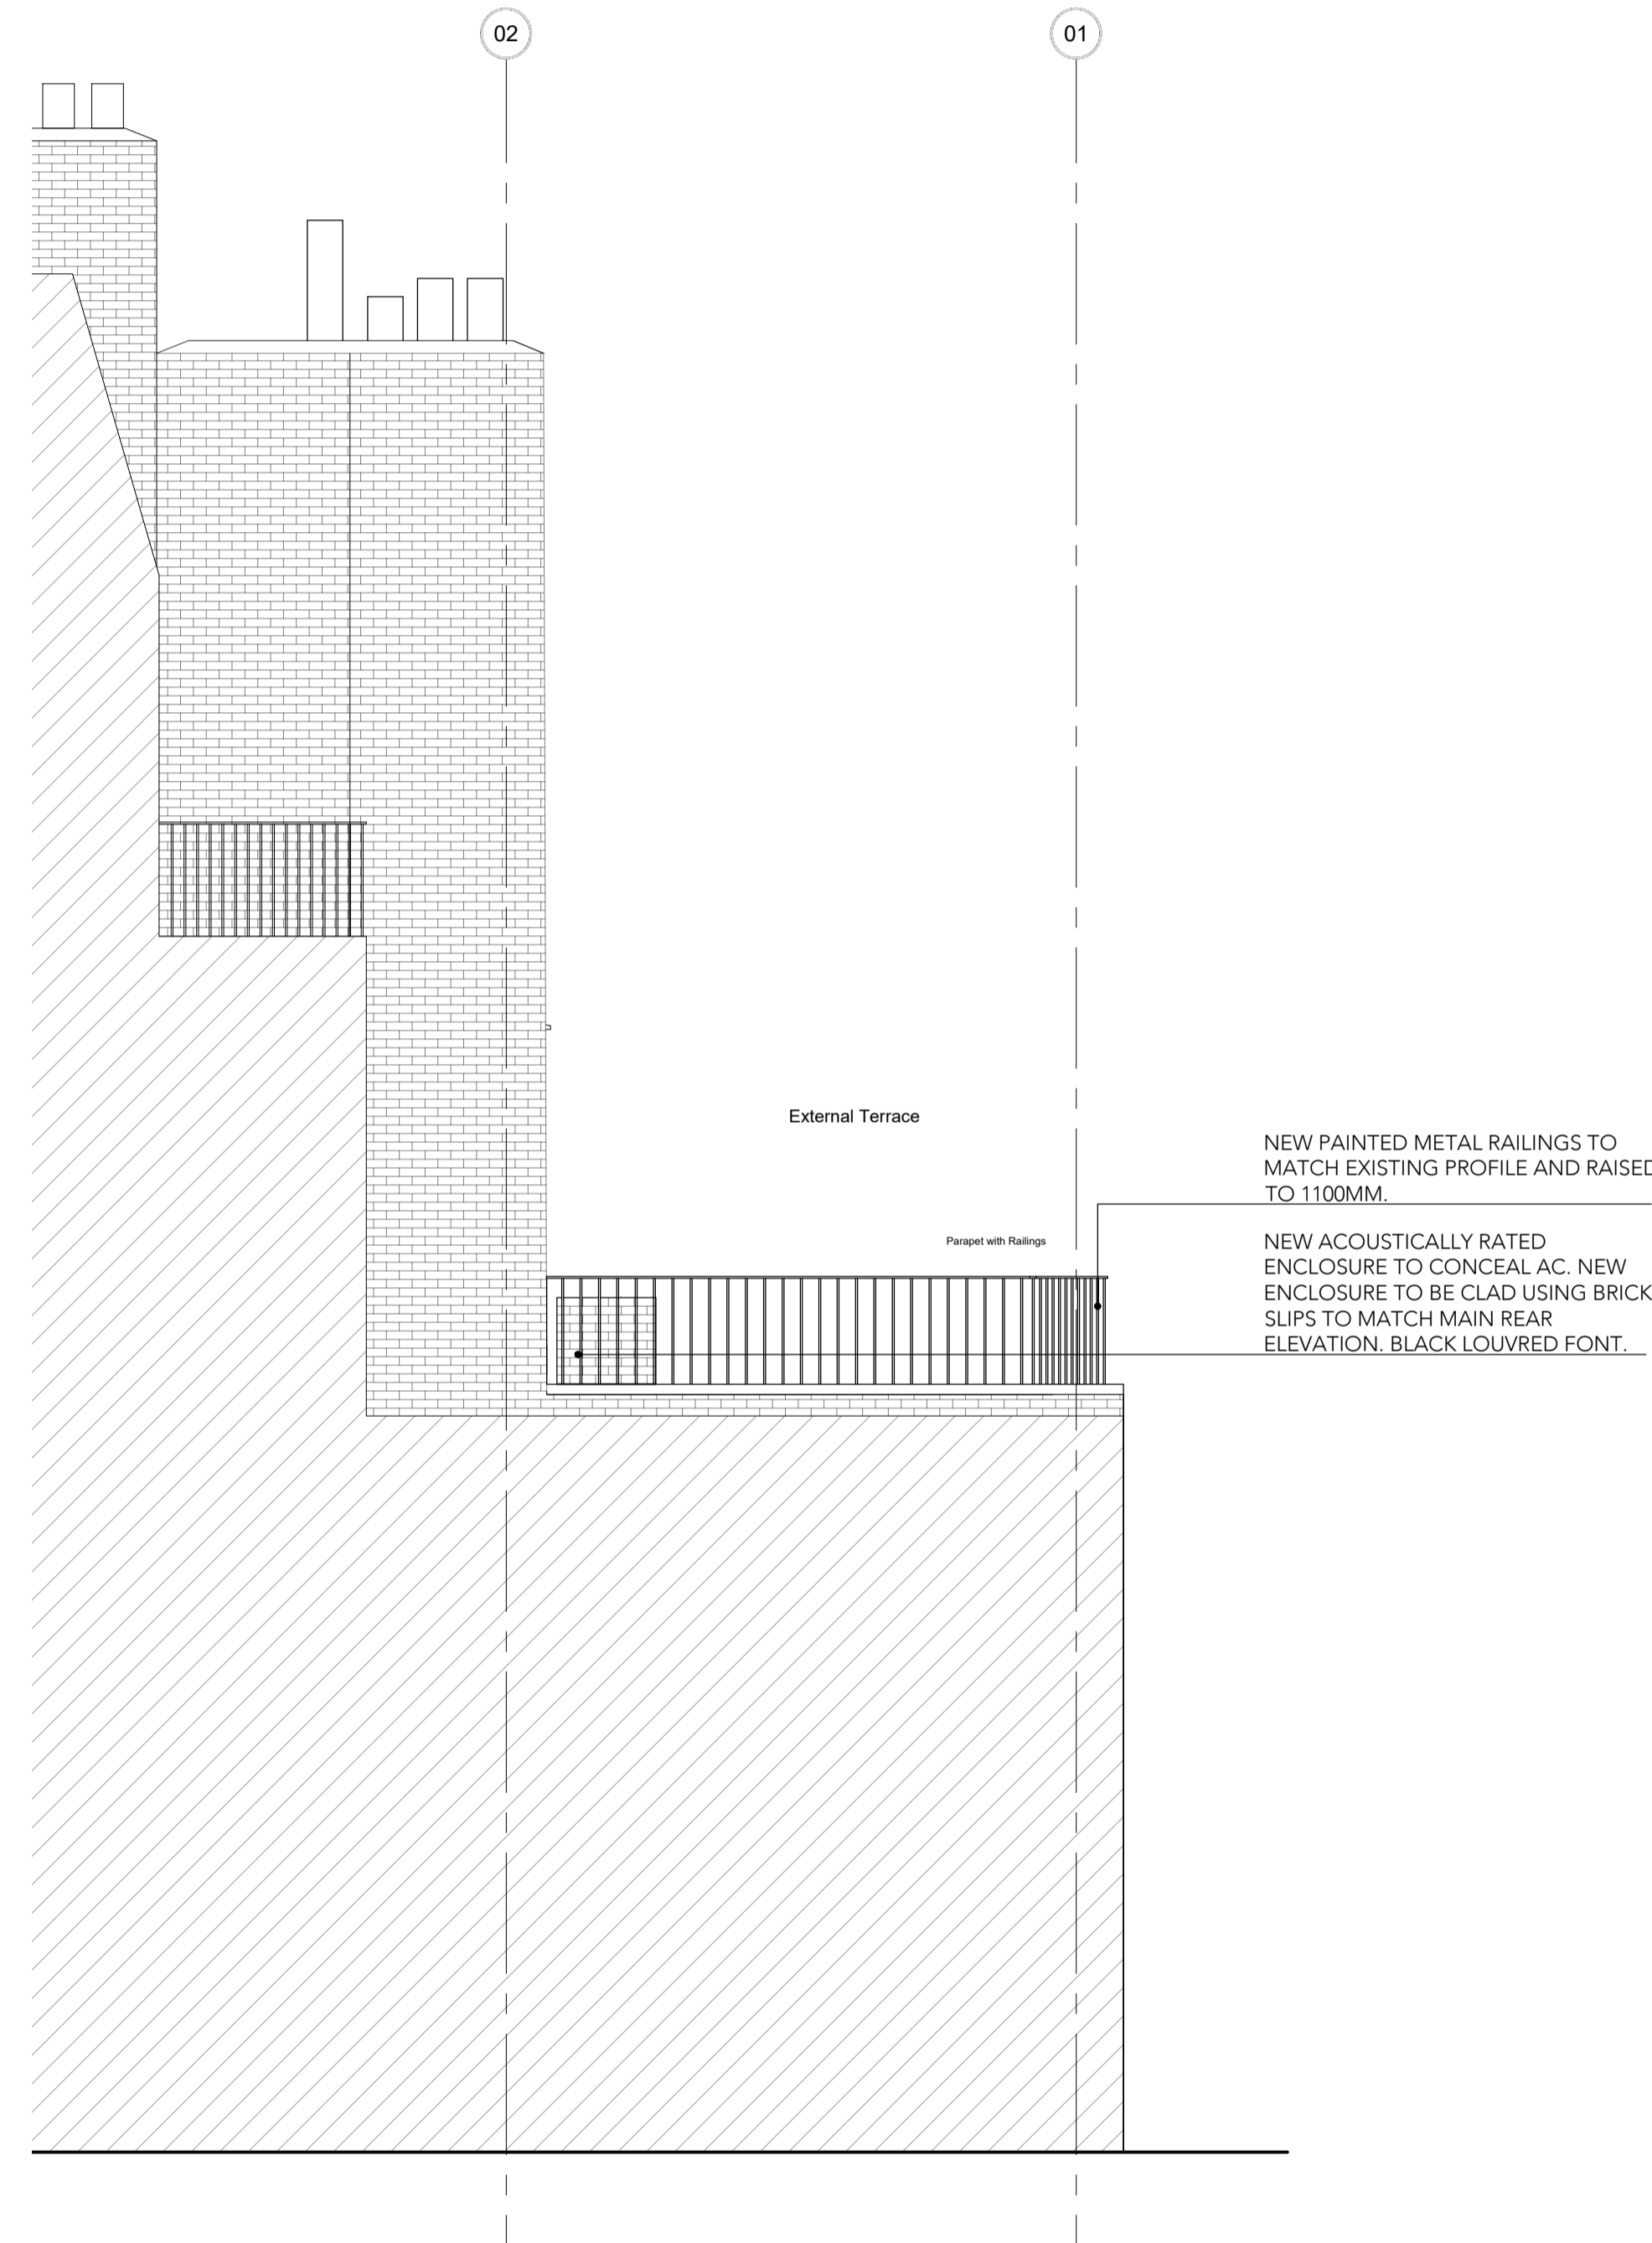 02
01
External Terrace
NEW PAINTED METAL RAILINGS TO
MATCH EXISTING PROFILE AND RAISED
TO 1100MM.
Parapet with Railings
NEW ACOUSTICALLY RATED
ENCLOSURE TO CONCEAL AC. NEW
ENCLOSURE TO BE CLAD USING BRICK
SLIPS TO MATCH MAIN REAR
ELEVATION. BLACK LOUVRED FONT.